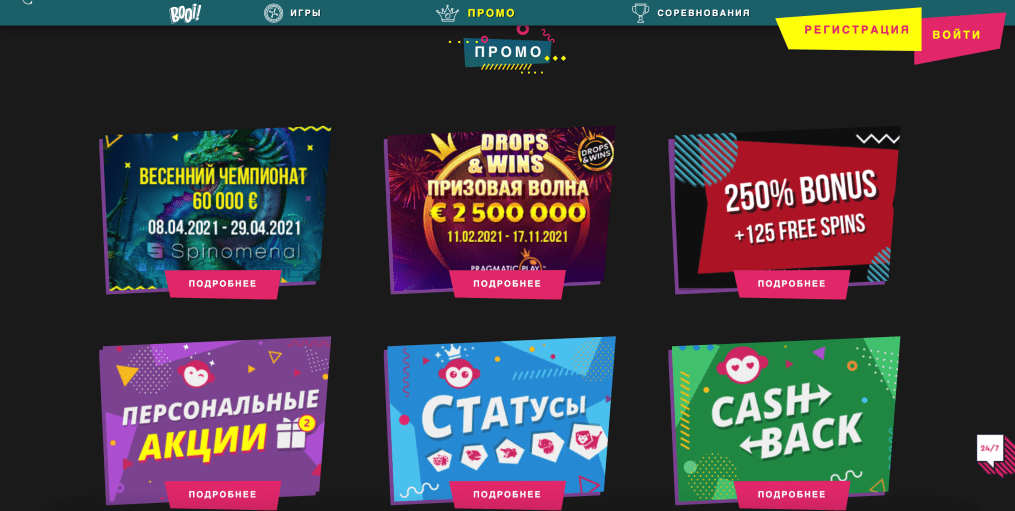 BOOI!
ИГРЫ
ПРОМО
СОРЕВНОВАНИЯ
РЕГИСТРАЦИЯ
ВОЙТИ
ПРОМО
ВЕСЕННИЙ ЧЕМПИОНАТ
60 000 €
08.04.2021 - 29.04.2021
Spinomenal
ПОДРОБНЕЕ
DROPS
& WINS
DROPS
& WINS
ПРИЗОВАЯ ВОЛНА
€ 2 500 000
11.02.2021 - 17.11.2021
PRAGMATIC PLAY
ПОДРОБНЕЕ
250% BONUS
+125 FREE SPINS
ПОДРОБНЕЕ
ПЕРСОНАЛЬНЫЕ
АКЦИИ
2
ПОДРОБНЕЕ
СТАТУСЫ
ПОДРОБНЕЕ
CASH
BACK
ПОДРОБНЕЕ
24/7